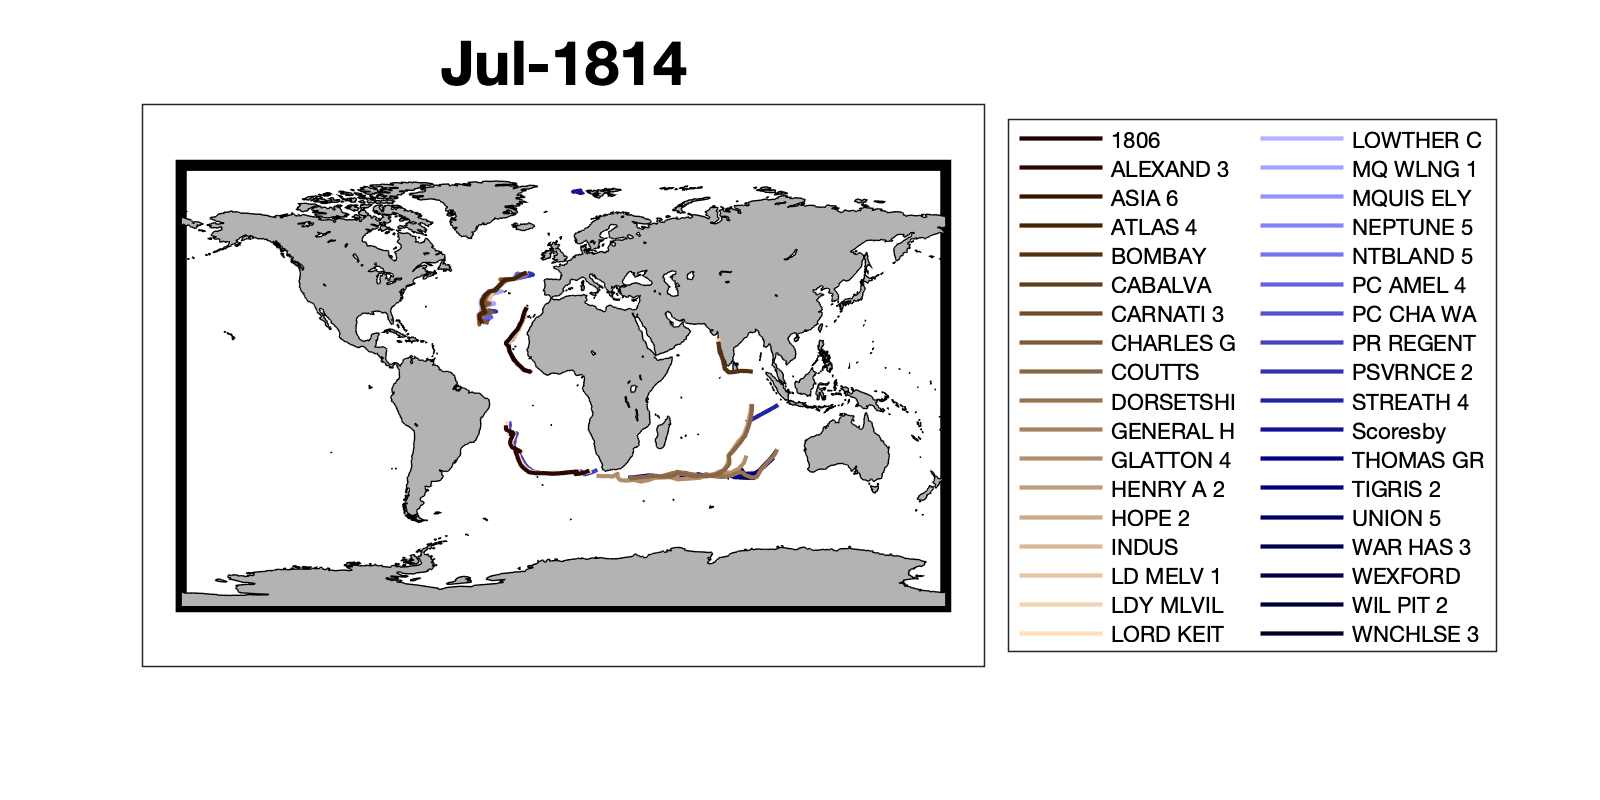 Jul-1814
1806
ALEXAND 3
ASIA 6
ATLAS 4
BOMBAY
CABALVA
CARNATI 3
CHARLES G
COUTTS
DORSETSHI
GENERAL H
GLATTON 4
HENRY A 2
HOPE 2
INDUS
LD MELV 1
LDY MLVIL
LORD KEIT
LOWTHER C
MQ WLNG 1
MQUIS ELY
NEPTUNE 5
NTBLAND 5
PC AMEL 4
PC CHA WA
PR REGENT
PSVRNCE 2
STREATH 4
Scoresby
THOMAS GR
TIGRIS 2
UNION 5
WAR HAS 3
WEXFORD
WIL PIT 2
WNCHLSE 3